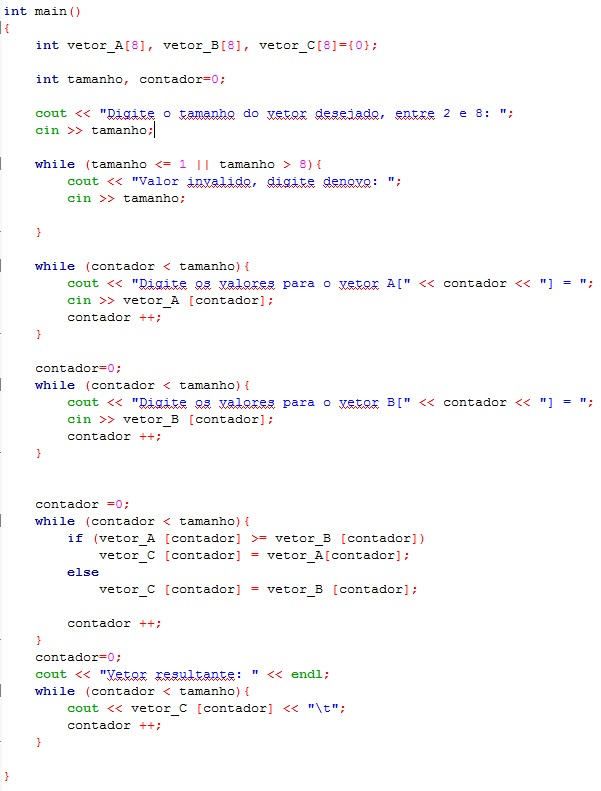 int main()
{
int vetor_A[8], vetor_B[8], vetor_C[8]={0};
int tamanho, contador=0;
cout << "Digite o tamanho do vetor desejado, entre 2 e 8: ";
cin >> tamanho;
while (tamanho <= 1 || tamanho > 8){
cout << "Valor invalido, digite denovo: ";
cin >> tamanho;
}
while (contador < tamanho){
cout << "Digite os valores para o vetor A[" << contador << "] = ";
cin >> vetor_A [contador];
contador ++;
}
contador=0;
while (contador < tamanho){
cout << "Digite os valores para o vetor B[" << contador << "] = ";
cin >> vetor_B [contador];
contador ++;
}
contador =0;
while (contador < tamanho){
if (vetor_A [contador] >= vetor_B [contador])
vetor_C [contador] = vetor_A[contador];
else
vetor_C [contador] = vetor_B [contador];
contador ++;
}
contador=0;
cout << "Vetor resultante: " << endl;
while (contador < tamanho){
cout << vetor_C [contador] << "\t";
contador ++;
}
}